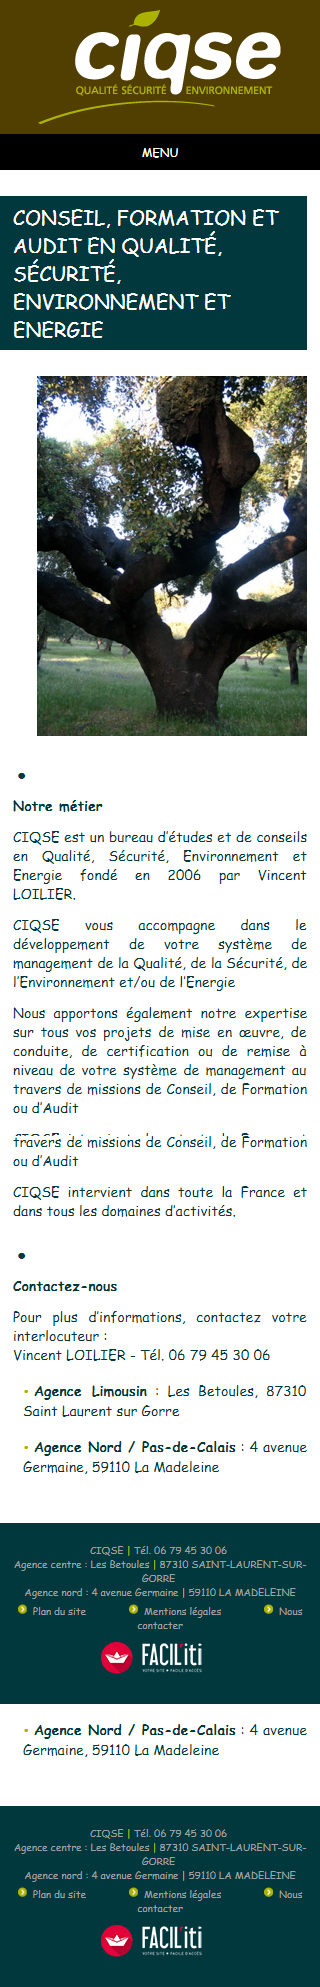 ciqse
QUALITÉ SÉCURITÉ ENVIRONNEMENT
MENU
CONSEIL, FORMATION ET
AUDIT EN QUALITÉ,
SÉCURITÉ,
ENVIRONNEMENT ET
ENERGIE
Notre métier
CIQSE est un bureau d'études et de conseils
en Qualité, Sécurité, Environnement et
Energie fondé en 2006 par Vincent
LOILIER.
CIQSE vous accompagne dans le
développement de votre système de
management de la Qualité, de la Sécurité, de
l'Environnement et/ou de l'Energie
Nous apportons également notre expertise
sur tous vos projets de mise en œuvre, de
conduite, de certification ou de remise à
niveau de votre système de management au
travers de missions de Conseil, de Formation
ou d'Audit
travers de missions de Conseil, de Formation
ou d'Audit
CIQSE intervient dans toute la France et
dans tous les domaines d'activités.
Contactez-nous
Pour plus d'informations, contactez votre
interlocuteur :
Vincent LOILIER - Tél. 06 79 45 30 06
• Agence Limousin : Les Betoules, 87310
Saint Laurent sur Gorre
• Agence Nord / Pas-de-Calais : 4 avenue
Germaine, 59110 La Madeleine
CIQSE | Tél. 06 79 45 30 06
Agence centre : Les Betoules | 87310 SAINT-LAURENT-SUR-
GORRE
Agence nord : 4 avenue Germaine | 59110 LA MADELEINE
Plan du site Mentions légales Nous
contacter
FACIL'iti
VOTRE SITE + FACILE D'ACCÈS
• Agence Nord / Pas-de-Calais : 4 avenue
Germaine, 59110 La Madeleine
CIQSE | Tél. 06 79 45 30 06
Agence centre : Les Betoules | 87310 SAINT-LAURENT-SUR-
GORRE
Agence nord : 4 avenue Germaine | 59110 LA MADELEINE
Plan du site Mentions légales Nous
contacter
FACIL'iti
VOTRE SITE + FACILE D'ACCÈS